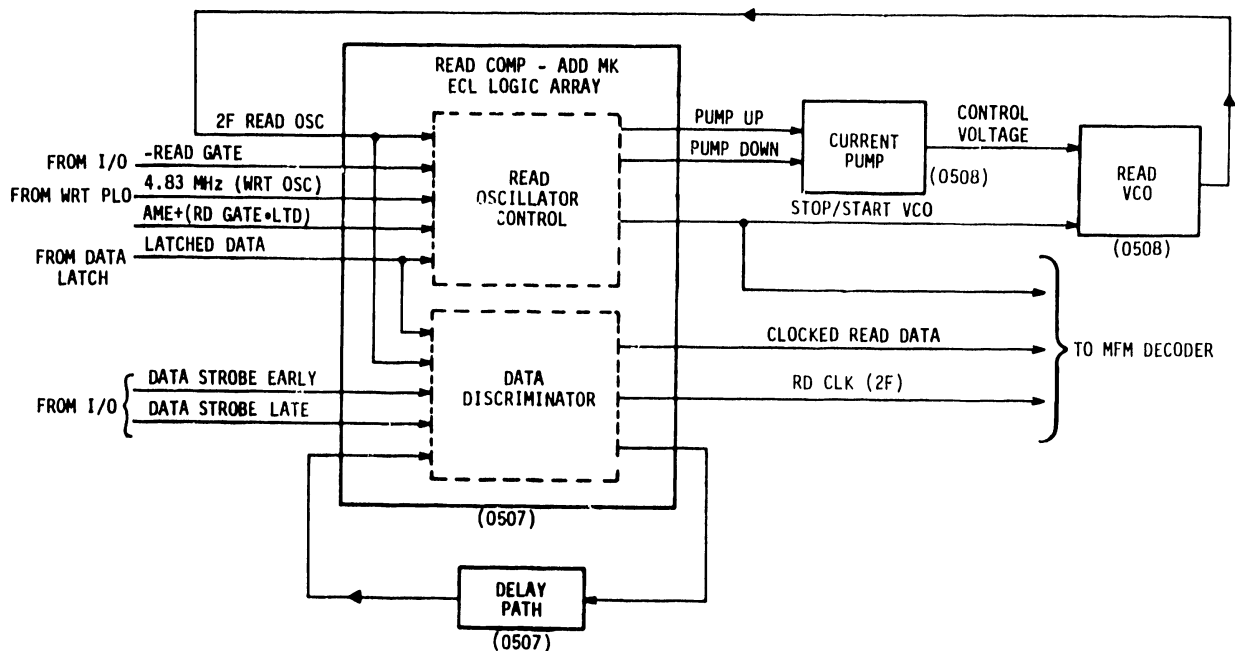 READ COMP - ADD MK
ECL LOGIC ARRAY
2F READ OSC
FROM I/O
-READ GATE
FROM WRT PLO
4.83 MHz (WRT OSC)
AME+(RD GATE•LTD)
FROM DATA
LATCH
LATCHED DATA
READ
OSCILLATOR
CONTROL
PUMP UP
PUMP DOWN
CURRENT
PUMP
(0508)
CONTROL
VOLTAGE
READ
VCO
(0508)
STOP/START VCO
FROM I/O
DATA STROBE EARLY
DATA STROBE LATE
DATA
DISCRIMINATOR
CLOCKED READ DATA
RD CLK (2F)
TO MFM DECODER
(0507)
DELAY
PATH
(0507)